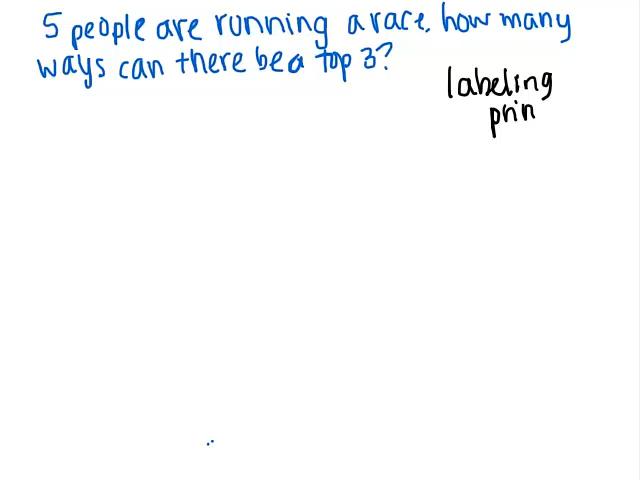 5 people are running a race, how many
ways can there be a top 3?
labeling
prin